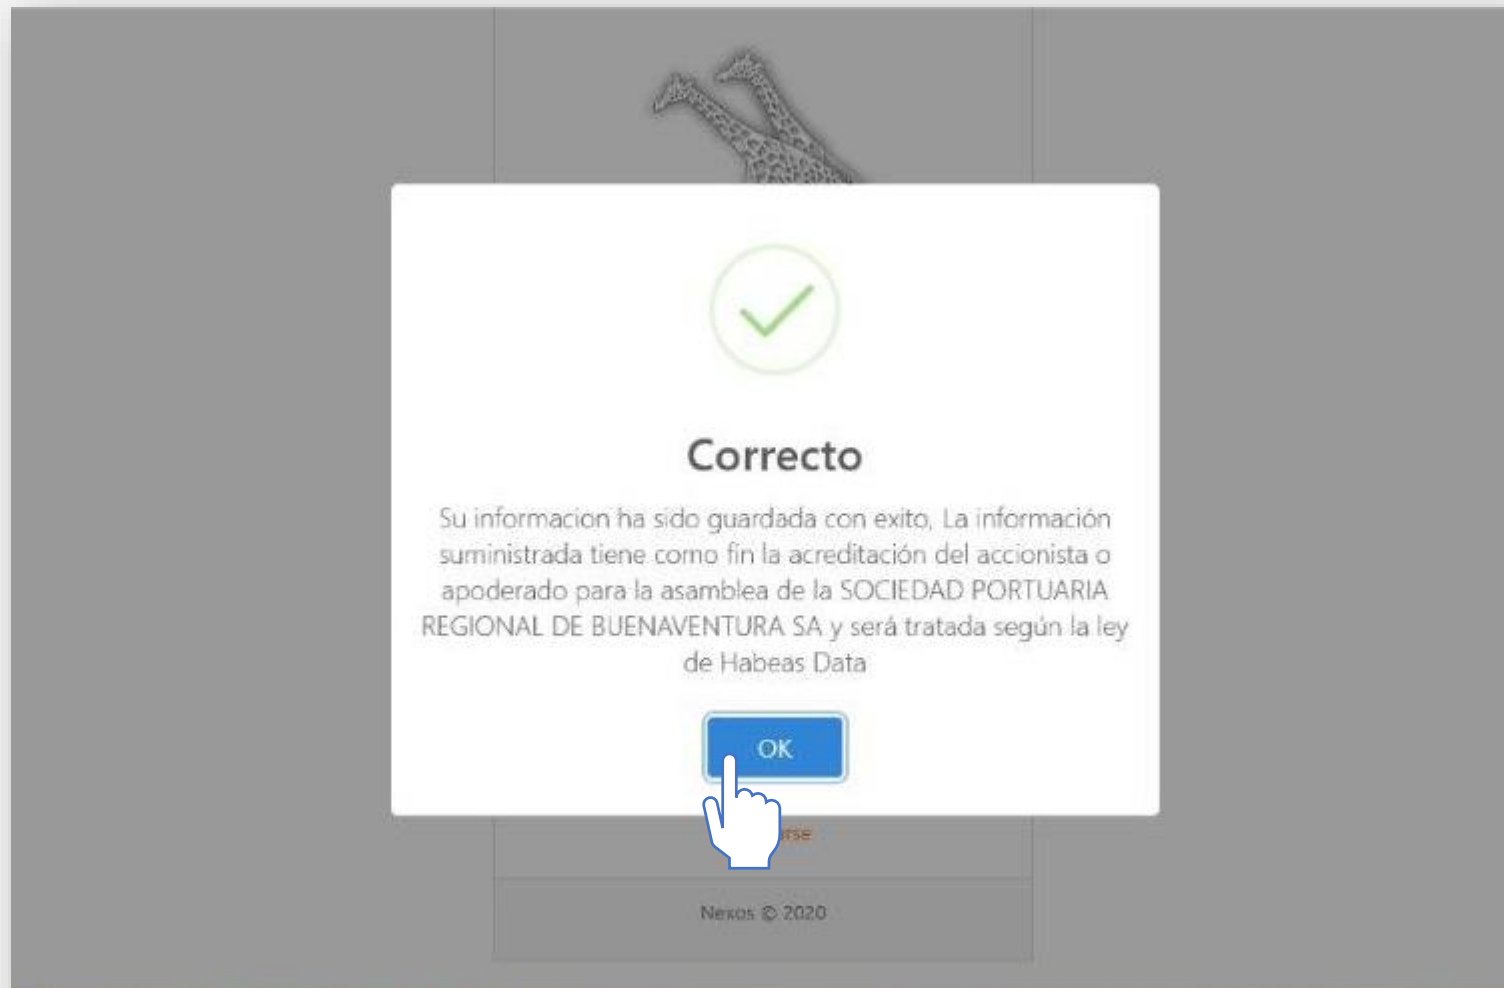 Correcto
Su informacion ha sido guardada con exito, La información
suministrada tiene como fin la acreditación del accionista o
apoderado para la asamblea de la SOCIEDAD PORTUARIA
REGIONAL DE BUENAVENTURA SA y será tratada según la ley
de Habeas Data
OK
Nexos © 2020